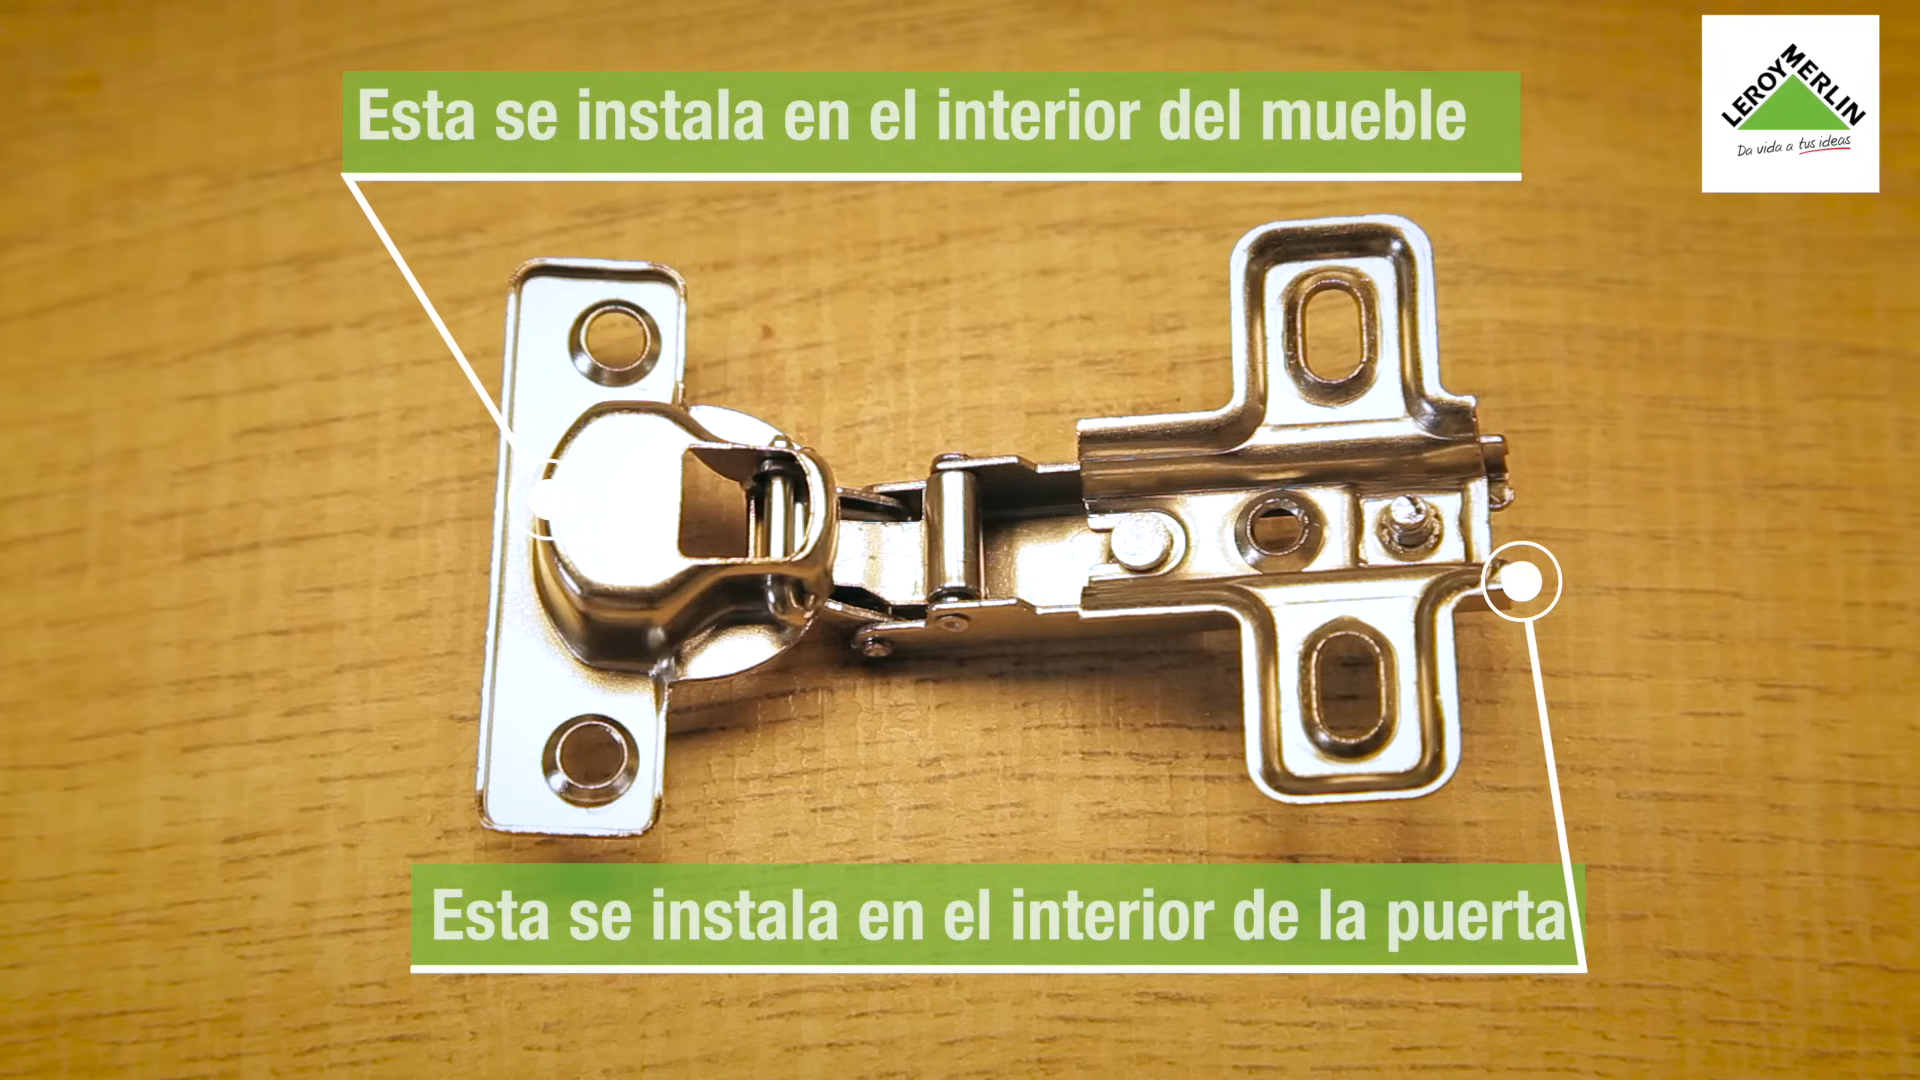 Esta se instala en el interior del mueble
LEROY MERLIN
Da vida a tus ideas
Esta se instala en el interior de la puerta